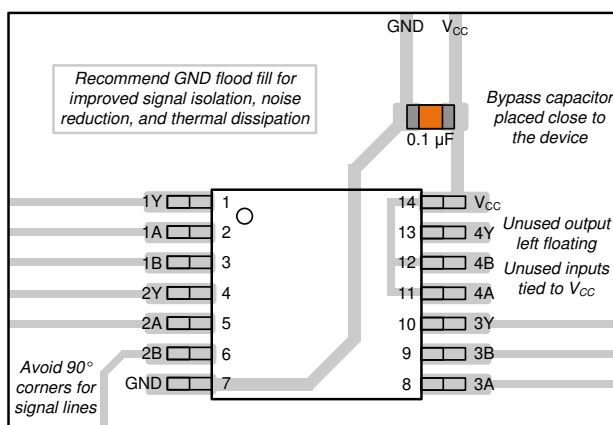 GND V_CC
Recommend GND flood fill for
improved signal isolation, noise
reduction, and thermal dissipation
Bypass capacitor
placed close to
the device
0.1 µF
1Y 1 14 V_CC
1A 2 13 4Y
1B 3 12 4B
2Y 4 11 4A
2A 5 10 3Y
2B 6 9 3B
GND 7 8 3A
Unused output
left floating
Unused inputs
tied to V_CC
Avoid 90°
corners for
signal lines